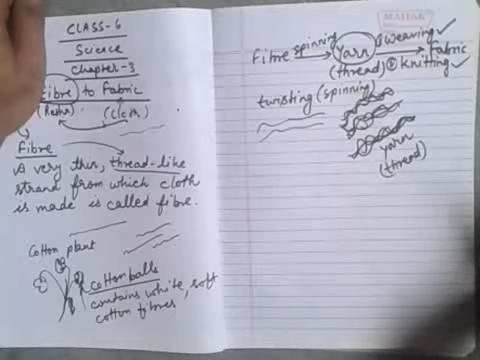 CLASS-6
Science
Chapter-3
Fibre to Fabric
(Cloth)
Fibre
A very thin, thread-like
strand from which cloth
is made is called fibre.
Cotton plant
Cotton balls
contains white, soft
cotton fibres
Fibre spinning Yarn ① weaving ✓ Fabric
(thread) ② knitting ✓
twisting (spinning)
yarn
(thread)